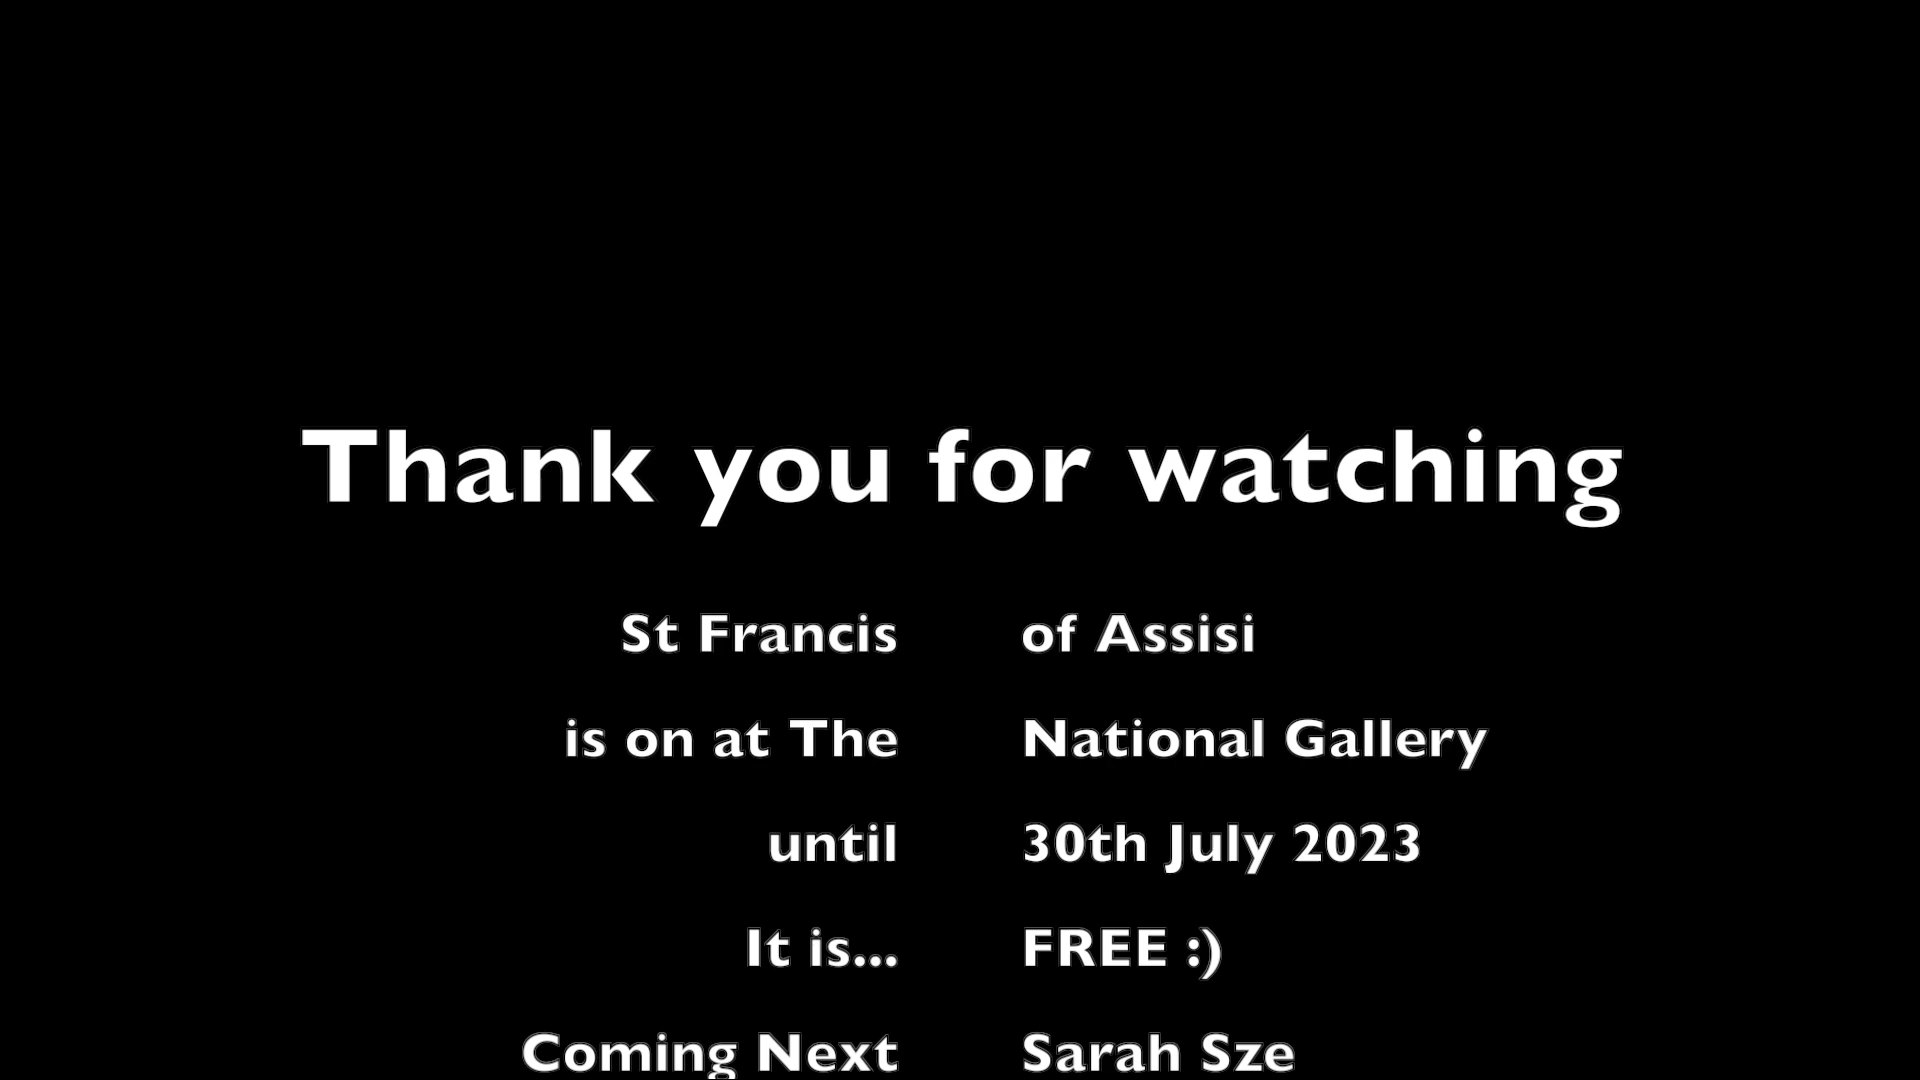 Thank you for watching
St Francis of Assisi
is on at The National Gallery
until 30th July 2023
It is... FREE :)
Coming Next Sarah Sze